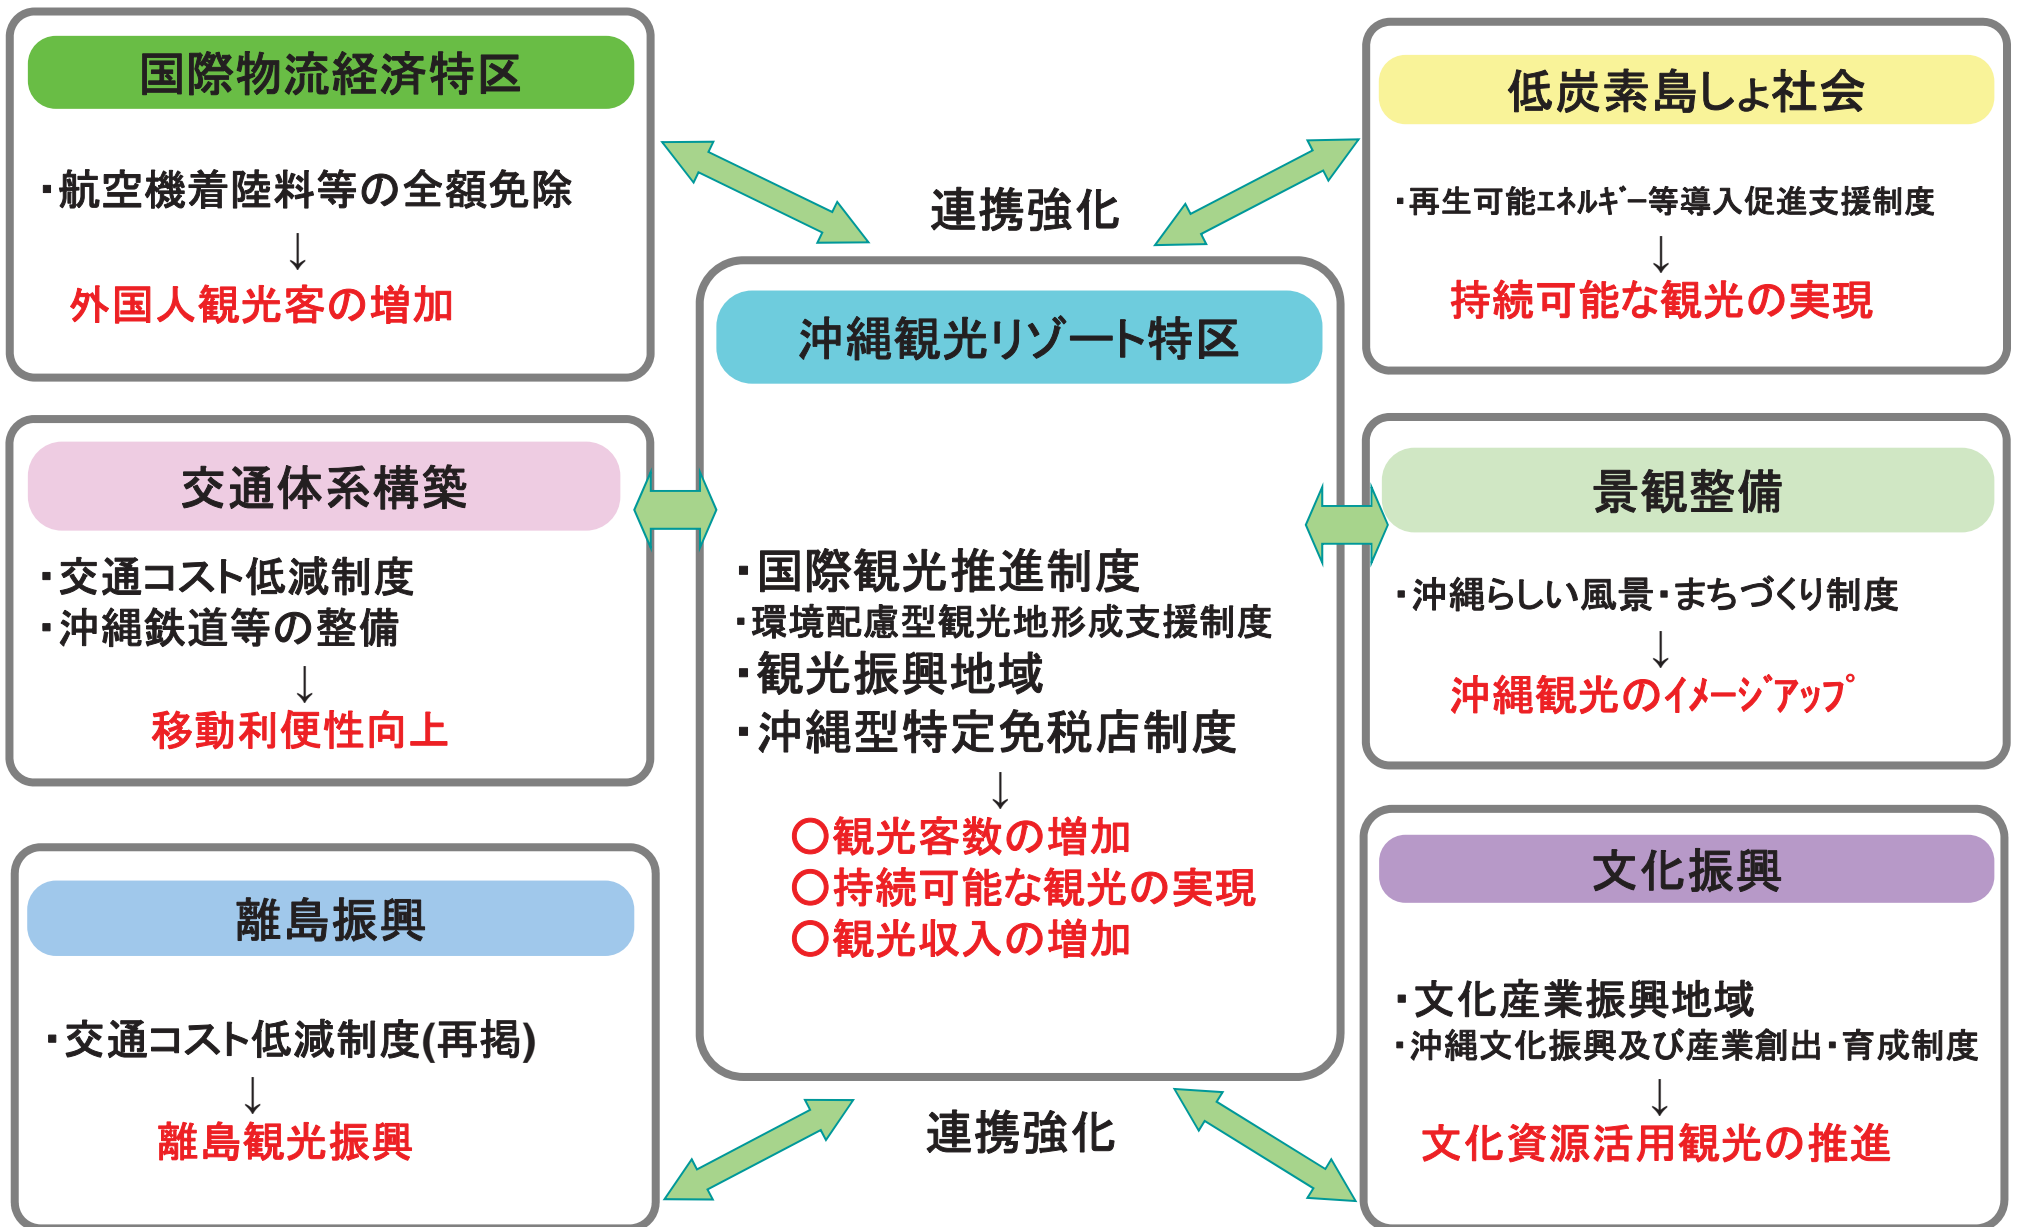 国際物流経済特区
・航空機着陸料等の全額免除
↓
外国人観光客の増加
交通体系構築
・交通コスト低減制度
・沖縄鉄道等の整備
↓
移動利便性向上
離島振興
・交通コスト低減制度(再掲)
↓
離島観光振興
連携強化
沖縄観光リゾート特区
・国際観光推進制度
・環境配慮型観光地形成支援制度
・観光振興地域
・沖縄型特定免税店制度
↓
○観光客数の増加
○持続可能な観光の実現
○観光収入の増加
連携強化
低炭素島しょ社会
・再生可能ｴﾈﾙｷﾞｰ等導入促進支援制度
↓
持続可能な観光の実現
景観整備
・沖縄らしい風景・まちづくり制度
↓
沖縄観光のｲﾒｰｼﾞｱｯﾌﾟ
文化振興
・文化産業振興地域
・沖縄文化振興及び産業創出・育成制度
↓
文化資源活用観光の推進